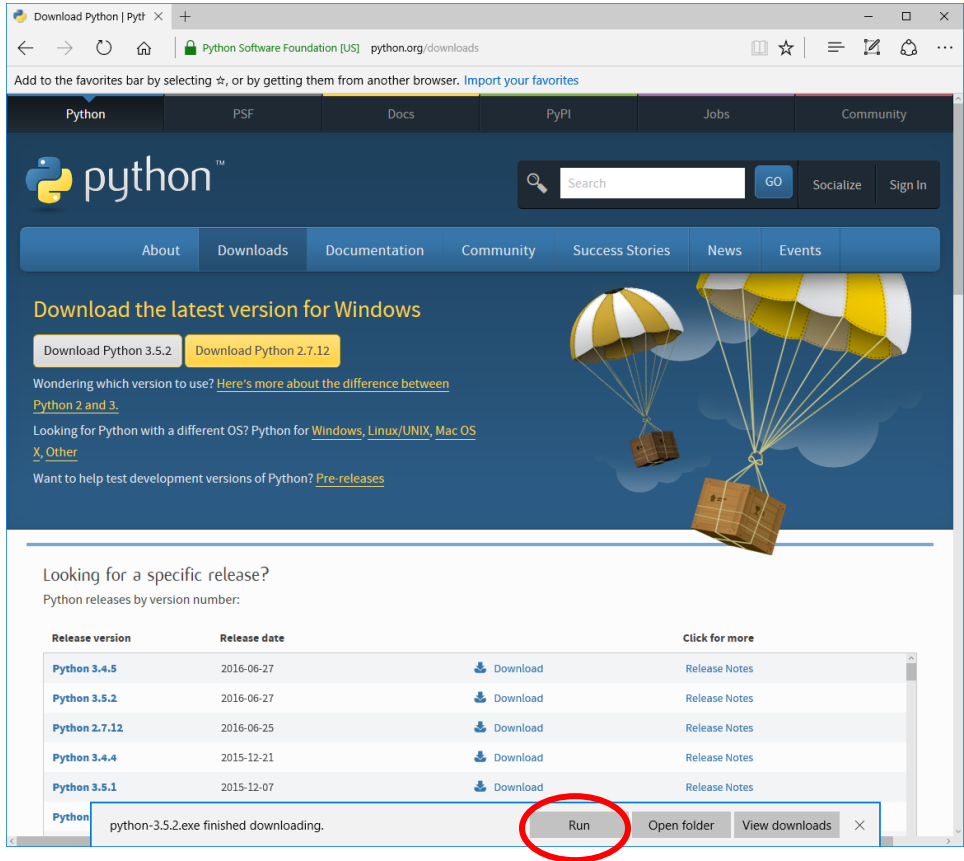 Download Python | Pyth
Python Software Foundation [US] python.org/downloads
Add to the favorites bar by selecting ☆, or by getting them from another browser. Import your favorites
Python PSF Docs PyPI Jobs Community
python™
Search GO Socialize Sign In
About Downloads Documentation Community Success Stories News Events
Download the latest version for Windows
Download Python 3.5.2 Download Python 2.7.12
Wondering which version to use? Here's more about the difference between
Python 2 and 3.
Looking for Python with a different OS? Python for Windows, Linux/UNIX, Mac OS
X, Other
Want to help test development versions of Python? Pre-releases
Looking for a specific release?
Python releases by version number:
Release version Release date Click for more
Python 3.4.5 2016-06-27 Download Release Notes
Python 3.5.2 2016-06-27 Download Release Notes
Python 2.7.12 2016-06-25 Download Release Notes
Python 3.4.4 2015-12-21 Download Release Notes
Python 3.5.1 2015-12-07 Download Release Notes
Python
python-3.5.2.exe finished downloading. Run Open folder View downloads